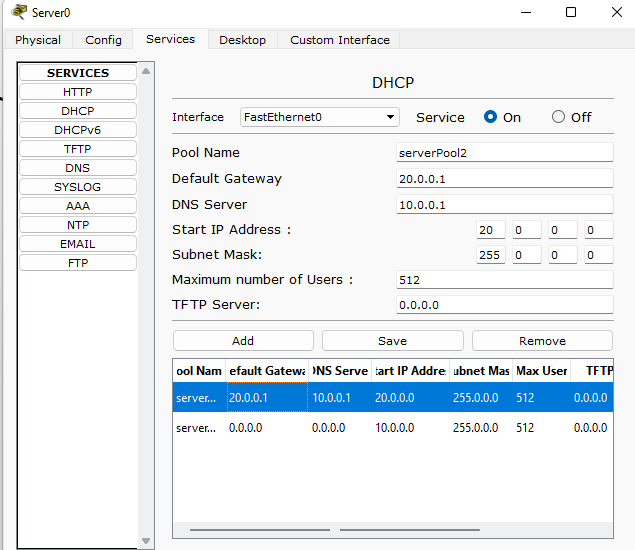 Server0
Physical Config Services Desktop Custom Interface
SERVICES
HTTP
DHCP
DHCPv6
TFTP
DNS
SYSLOG
AAA
NTP
EMAIL
FTP
DHCP
Interface FastEthernet0 Service On Off
Pool Name serverPool2
Default Gateway 20.0.0.1
DNS Server 10.0.0.1
Start IP Address : 20 0 0 0
Subnet Mask: 255 0 0 0
Maximum number of Users : 512
TFTP Server: 0.0.0.0
Add Save Remove
ool Nam efault Gatewa DNS Serve tart IP Addre ubnet Mas Max User TFTP
server... 20.0.0.1 10.0.0.1 20.0.0.0 255.0.0.0 512 0.0.0.0
server... 0.0.0.0 0.0.0.0 10.0.0.0 255.0.0.0 512 0.0.0.0